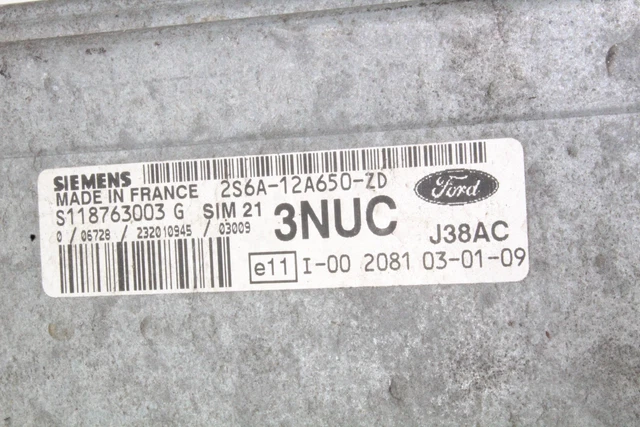 SIEMENS
MADE IN FRANCE 2S6A-12A650-ZD
Ford
S118763003 G SIM 21 3NUC J38AC
0 / 05728 / 232010945 / 03009
e11 I-00 2081 03-01-09